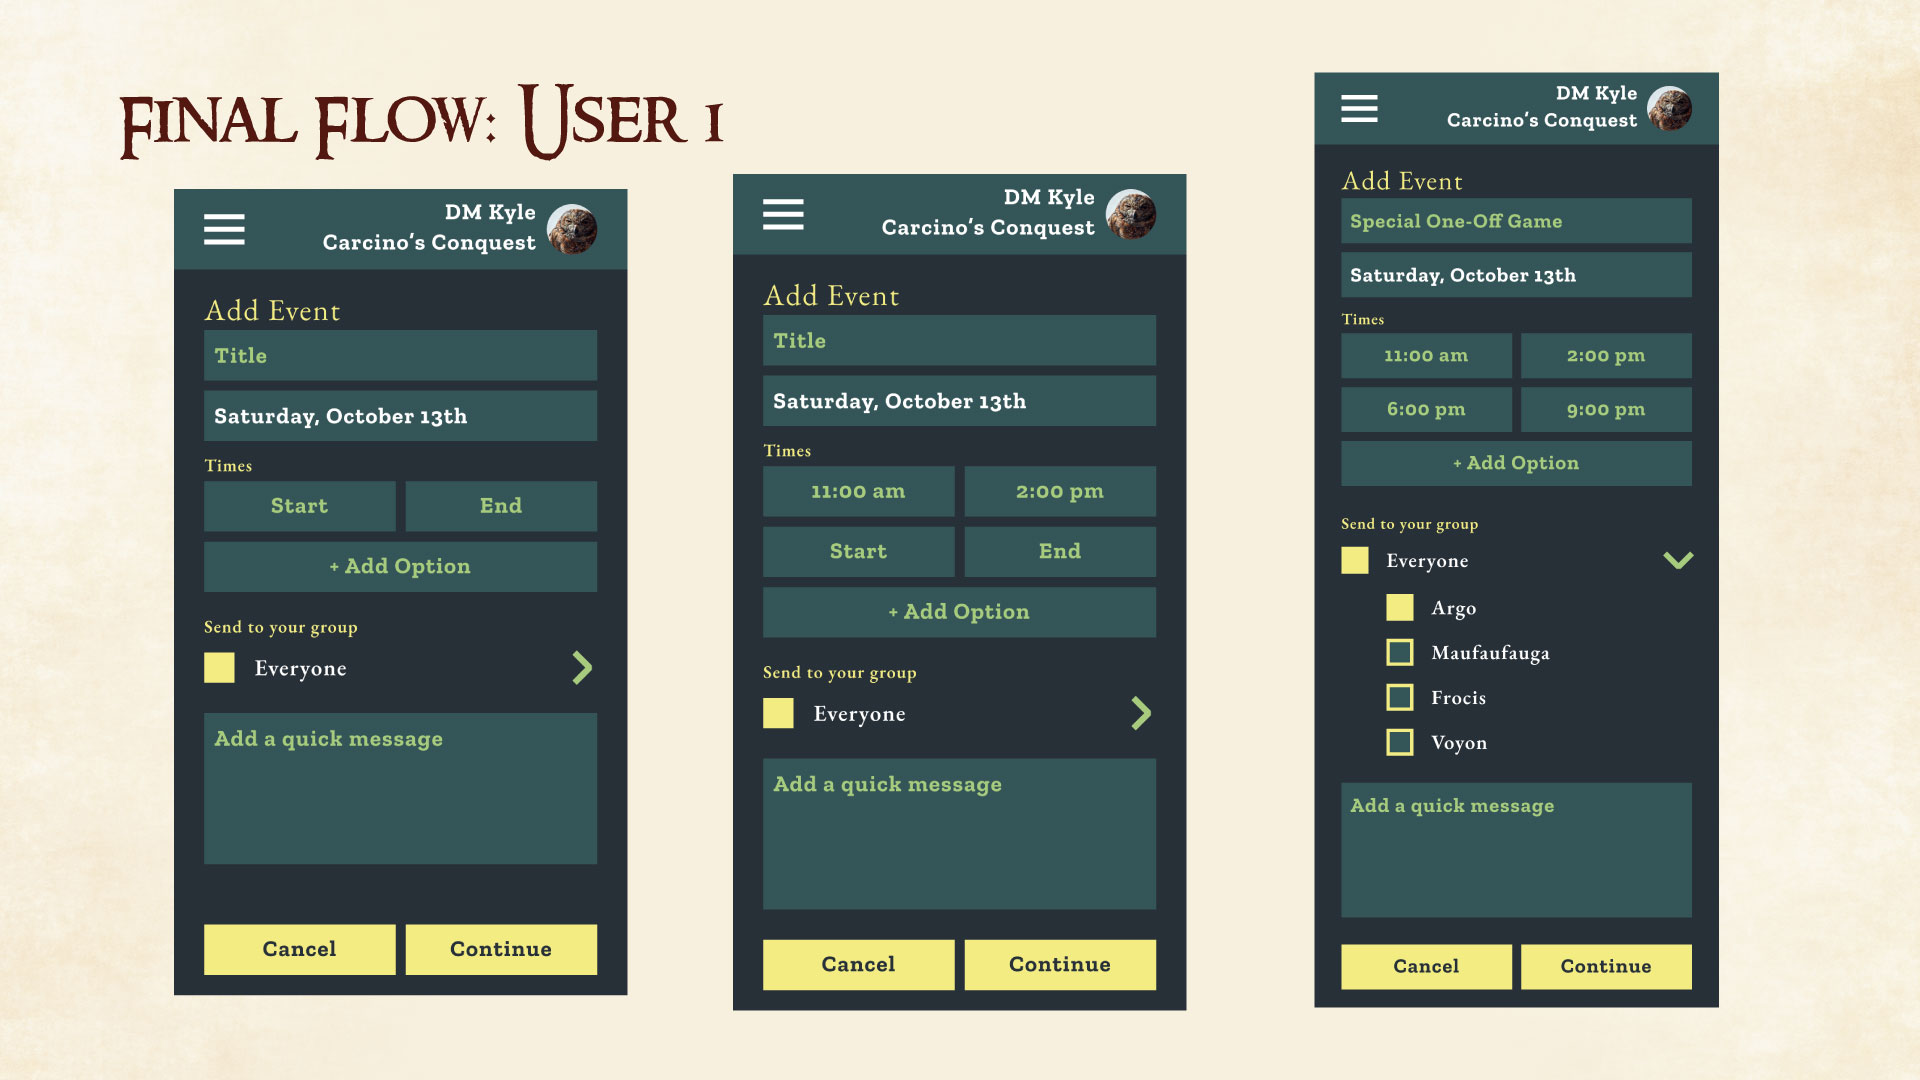 Final Flow: User 1
DM Kyle
Carcino's Conquest
Add Event
Title
Saturday, October 13th
Times
Start End
+ Add Option
Send to your group
Everyone
Add a quick message
Cancel Continue
DM Kyle
Carcino's Conquest
Add Event
Title
Saturday, October 13th
Times
11:00 am 2:00 pm
Start End
+ Add Option
Send to your group
Everyone
Add a quick message
Cancel Continue
DM Kyle
Carcino's Conquest
Add Event
Special One-Off Game
Saturday, October 13th
Times
11:00 am 2:00 pm
6:00 pm 9:00 pm
+ Add Option
Send to your group
Everyone
Argo
Maufaufauga
Frocis
Voyon
Add a quick message
Cancel Continue